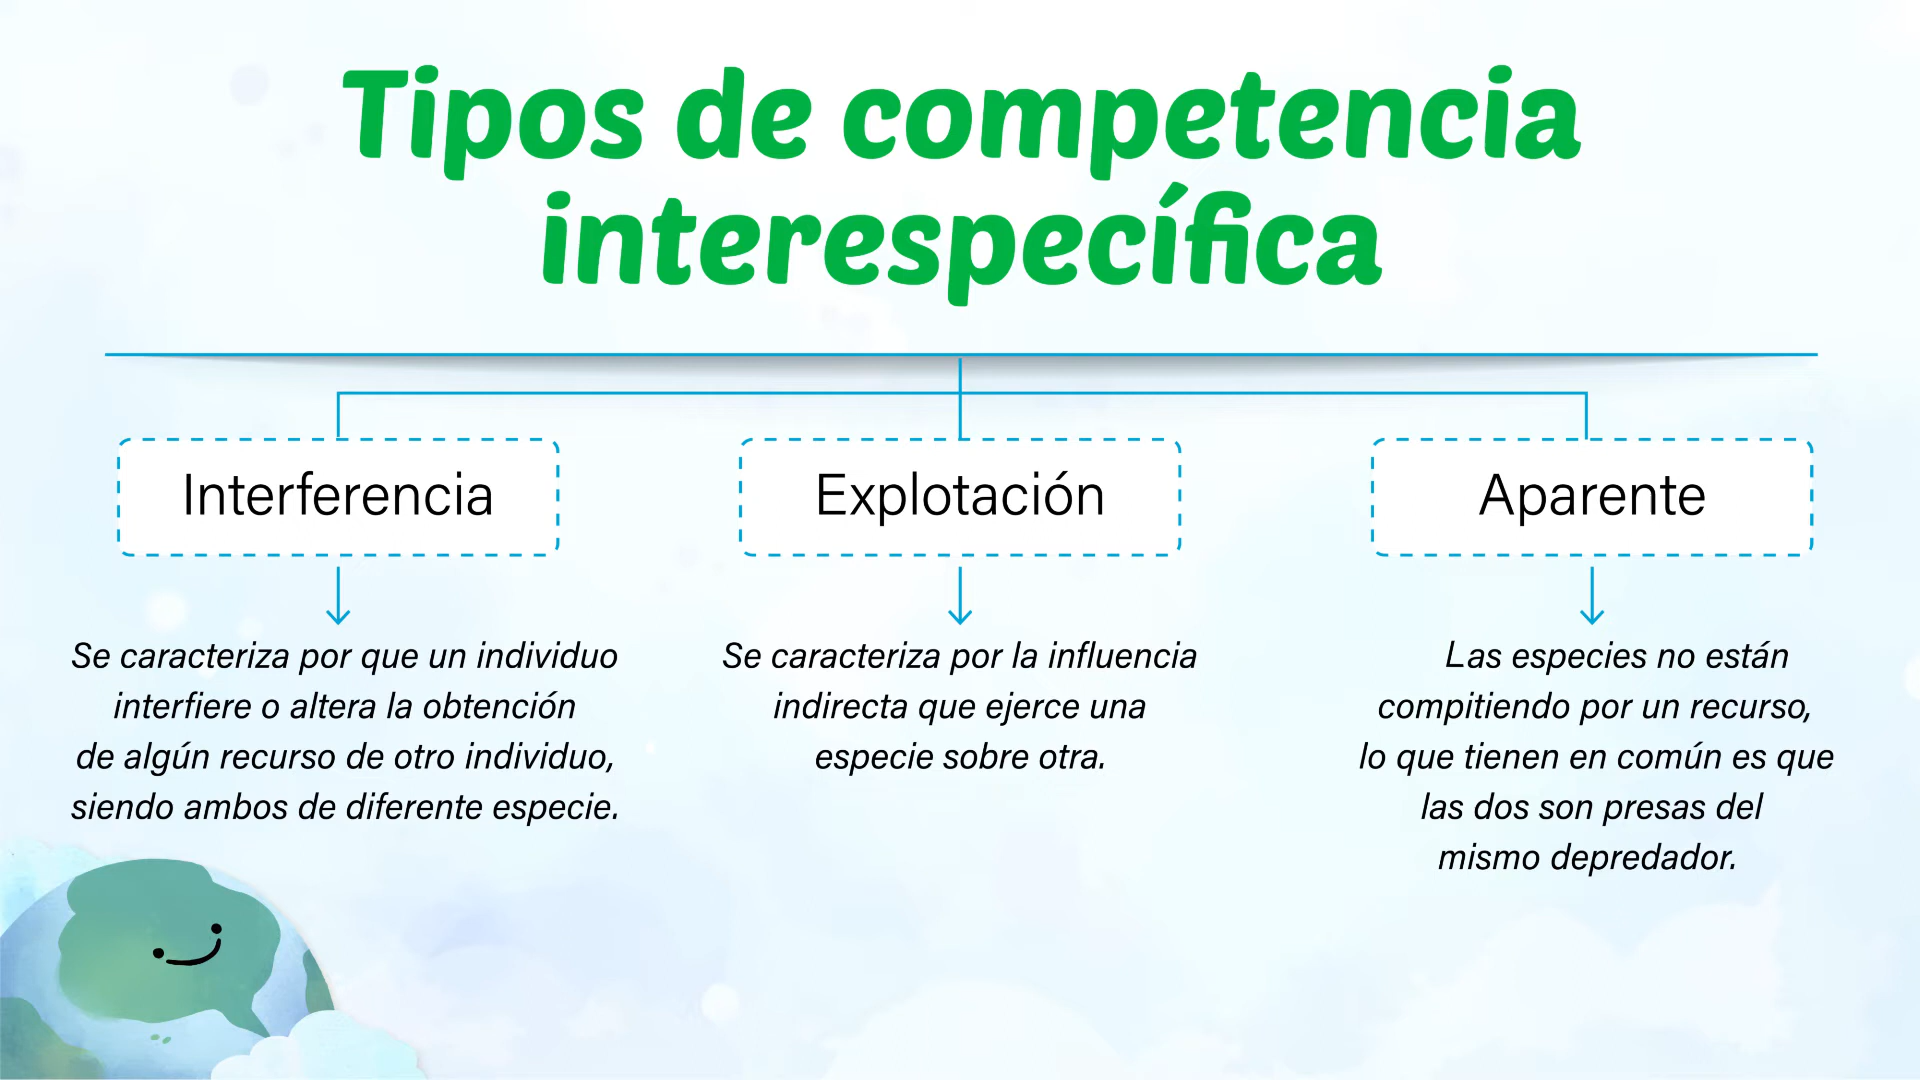 Tipos de competencia
interespecífica
Interferencia
Se caracteriza por que un individuo
interfiere o altera la obtención
de algún recurso de otro individuo,
siendo ambos de diferente especie.
Explotación
Se caracteriza por la influencia
indirecta que ejerce una
especie sobre otra.
Aparente
Las especies no están
compitiendo por un recurso,
lo que tienen en común es que
las dos son presas del
mismo depredador.